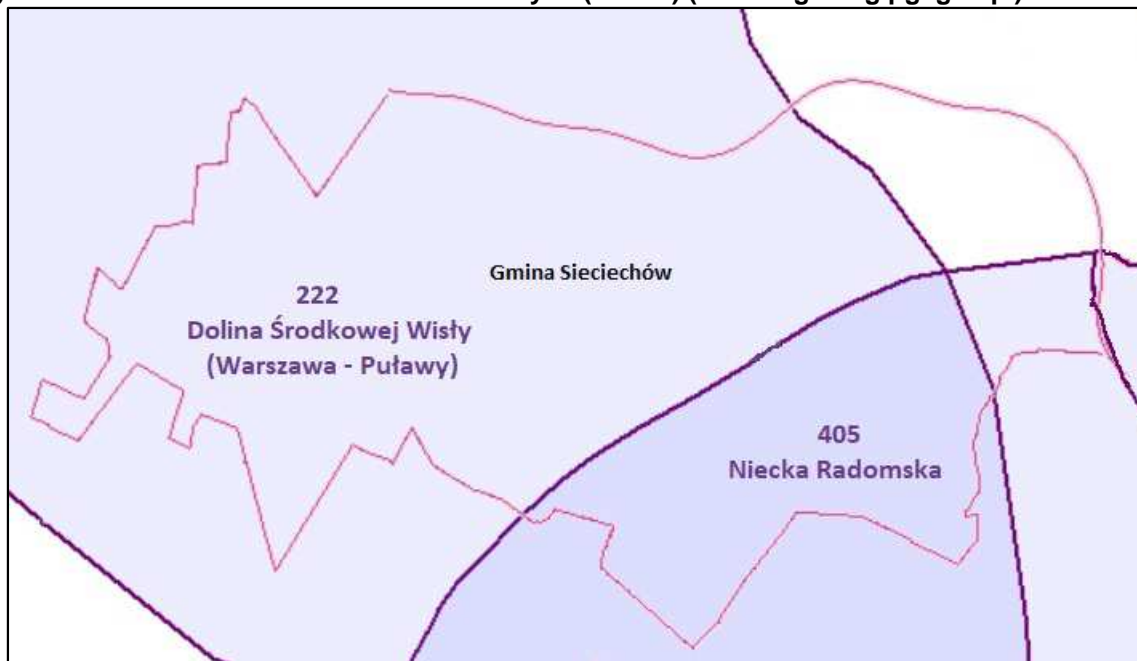 Gmina Sieciechów
222
Dolina Środkowej Wisły
(Warszawa - Puławy)
405
Niecka Radomska